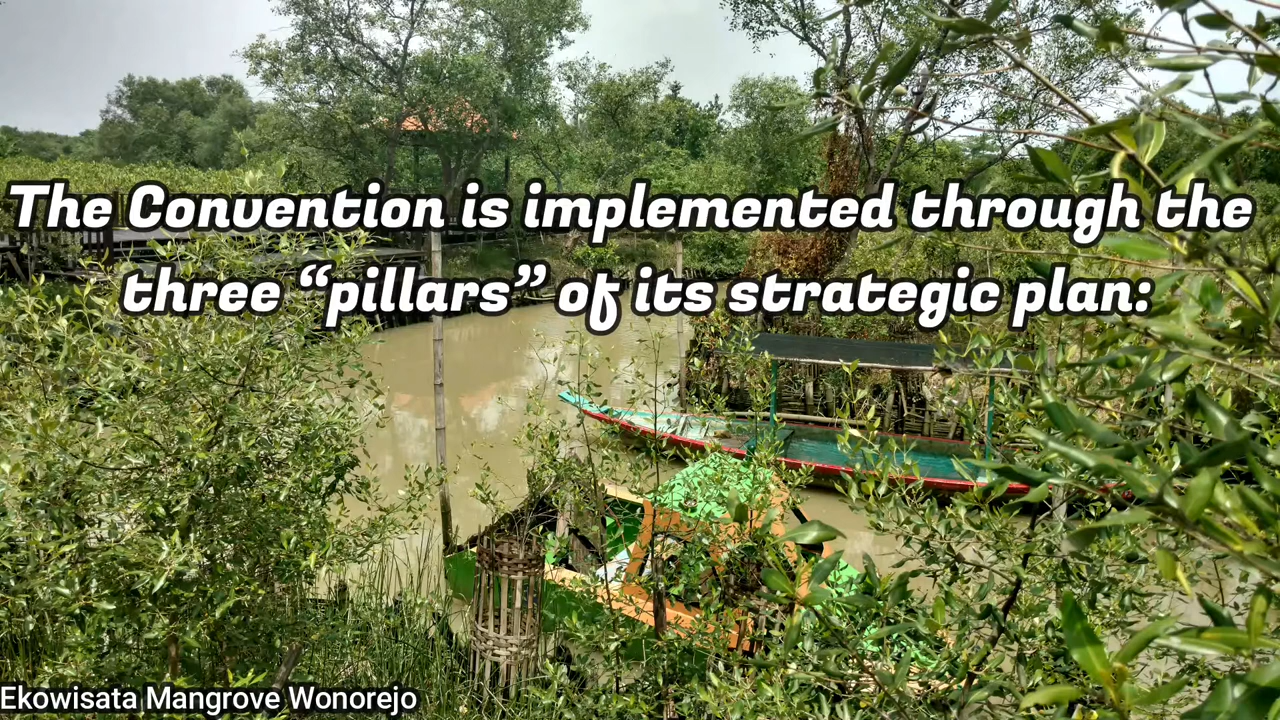 The Convention is implemented through the
three “pillars” of its strategic plan:
Ekowisata Mangrove Wonorejo